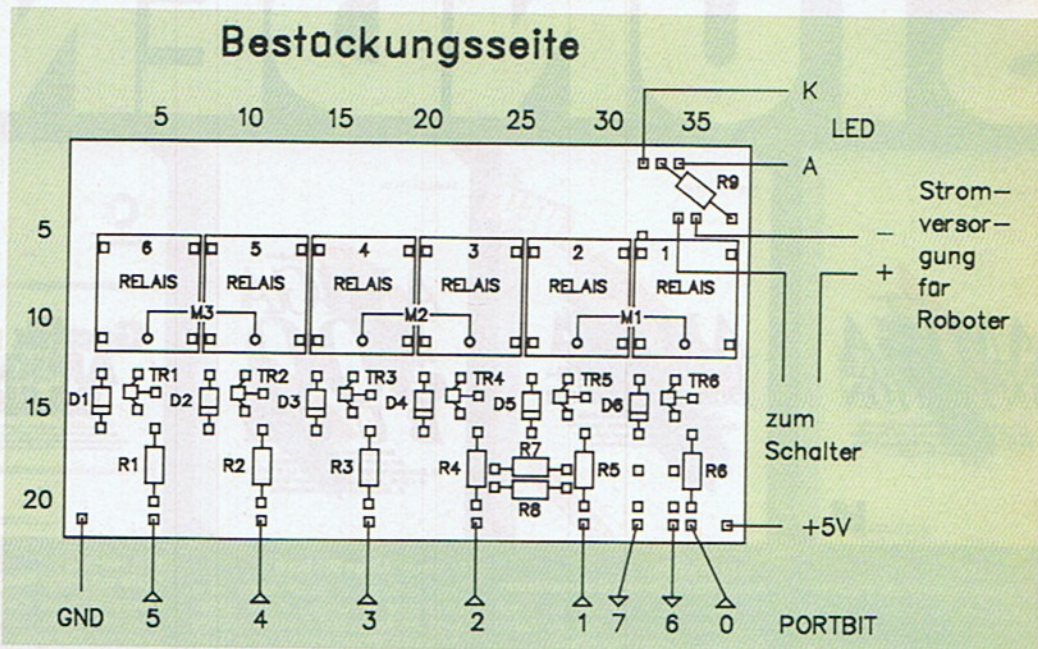 Bestückungsseite
5 10 15 20 25 30 35
K
LED
A
R9
Strom-
versor-
gung
für
Roboter
−
+
5
6 5 4 3 2 1
RELAIS RELAIS RELAIS RELAIS RELAIS RELAIS
10
M3 M2 M1
D1 TR1 D2 TR2 D3 TR3 D4 TR4 D5 TR5 D6 TR6
15
zum
Schalter
R1 R2 R3 R4 R7 R5 R6
R8
20
+5V
GND 5 4 3 2 1 7 6 0 PORTBIT